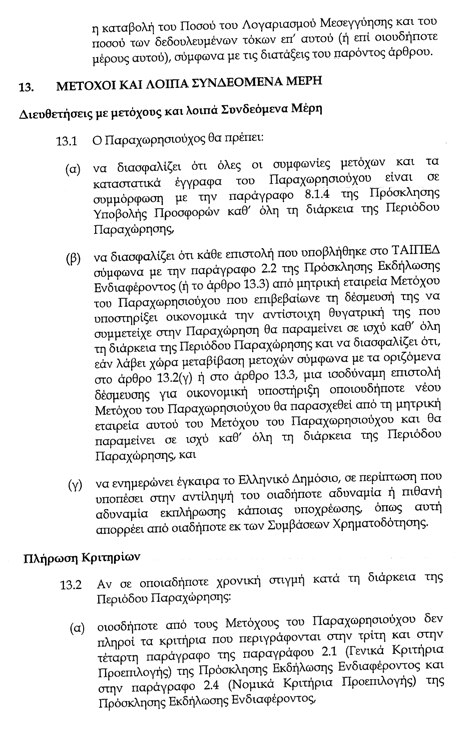 η καταβολή του Ποσού του Λογαριασμού Μεσεγγύησης και του
ποσού των δεδουλευμένων τόκων επ' αυτού (ή επί οιουδήποτε
μέρους αυτού), σύμφωνα με τις διατάξεις του παρόντος άρθρου.
13. ΜΕΤΟΧΟΙ ΚΑΙ ΛΟΙΠΑ ΣΥΝΔΕΟΜΕΝΑ ΜΕΡΗ
Διευθετήσεις με μετόχους και λοιπά Συνδεόμενα Μέρη
13.1 Ο Παραχωρησιούχος θα πρέπει:
(α) να διασφαλίζει ότι όλες οι συμφωνίες μετόχων και τα
καταστατικά έγγραφα του Παραχωρησιούχου είναι σε
συμμόρφωση με την παράγραφο 8.1.4 της Πρόσκλησης
Υποβολής Προσφορών καθ' όλη τη διάρκεια της Περιόδου
Παραχώρησης,
(β) να διασφαλίζει ότι κάθε επιστολή που υποβλήθηκε στο ΤΑΙΠΕΔ
σύμφωνα με την παράγραφο 2.2 της Πρόσκλησης Εκδήλωσης
Ενδιαφέροντος (ή το άρθρο 13.3) από μητρική εταιρεία Μετόχου
του Παραχωρησιούχου που επιβεβαίωνε τη δέσμευσή της να
υποστηρίξει οικονομικά την αντίστοιχη θυγατρική της που
συμμετείχε στην Παραχώρηση θα παραμείνει σε ισχύ καθ' όλη
τη διάρκεια της Περιόδου Παραχώρησης και να διασφαλίζει ότι,
εάν λάβει χώρα μεταβίβαση μετοχών σύμφωνα με τα οριζόμενα
στο άρθρο 13.2(γ) ή στο άρθρο 13.3, μια ισοδύναμη επιστολή
δέσμευσης για οικονομική υποστήριξη οποιουδήποτε νέου
Μετόχου του Παραχωρησιούχου θα παρασχεθεί από τη μητρική
εταιρεία αυτού του Μετόχου του Παραχωρησιούχου και θα
παραμείνει σε ισχύ καθ' όλη τη διάρκεια της Περιόδου
Παραχώρησης, και
(γ) να ενημερώνει έγκαιρα το Ελληνικό Δημόσιο, σε περίπτωση που
υποπέσει στην αντίληψή του οιαδήποτε αδυναμία ή πιθανή
αδυναμία εκπλήρωσης κάποιας υποχρέωσης, όπως αυτή
απορρέει από οιαδήποτε εκ των Συμβάσεων Χρηματοδότησης.
Πλήρωση Κριτηρίων
13.2 Αν σε οποιαδήποτε χρονική στιγμή κατά τη διάρκεια της
Περιόδου Παραχώρησης:
(α) οιοσδήποτε από τους Μετόχους του Παραχωρησιούχου δεν
πληροί τα κριτήρια που περιγράφονται στην τρίτη και στην
τέταρτη παράγραφο της παραγράφου 2.1 (Γενικά Κριτήρια
Προεπιλογής) της Πρόσκλησης Εκδήλωσης Ενδιαφέροντος και
στην παράγραφο 2.4 (Νομικά Κριτήρια Προεπιλογής) της
Πρόσκλησης Εκδήλωσης Ενδιαφέροντος,